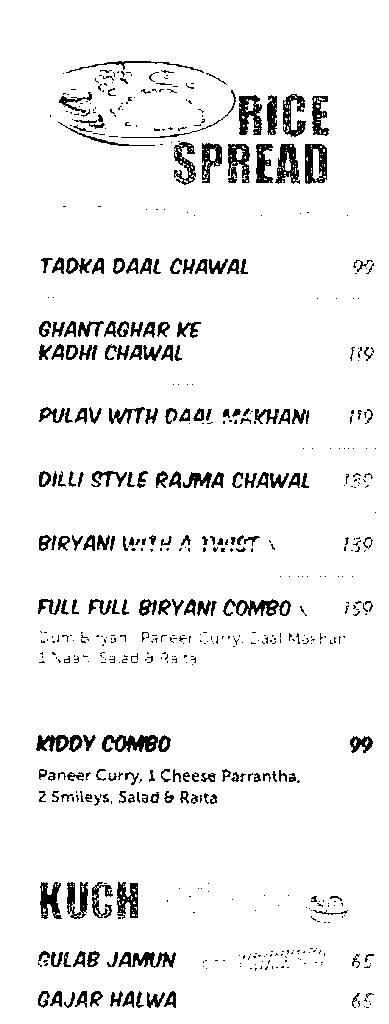 RICE
SPREAD
TADKA DAAL CHAWAL 99
GHANTAGHAR KE
KADHI CHAWAL 119
PULAV WITH DAAL MAKHANI 119
DILLI STYLE RAJMA CHAWAL
BIRYANI WITH A TWIST 139
FULL FULL BIRYANI COMBO 159
Dum Biryani, Paneer Curry, Daal Makhani
1 Naan, Salad & Raita
KIDDY COMBO 99
Paneer Curry, 1 Cheese Parrantha,
2 Smileys, Salad & Raita
KUCH
GULAB JAMUN 65
GAJAR HALWA 65